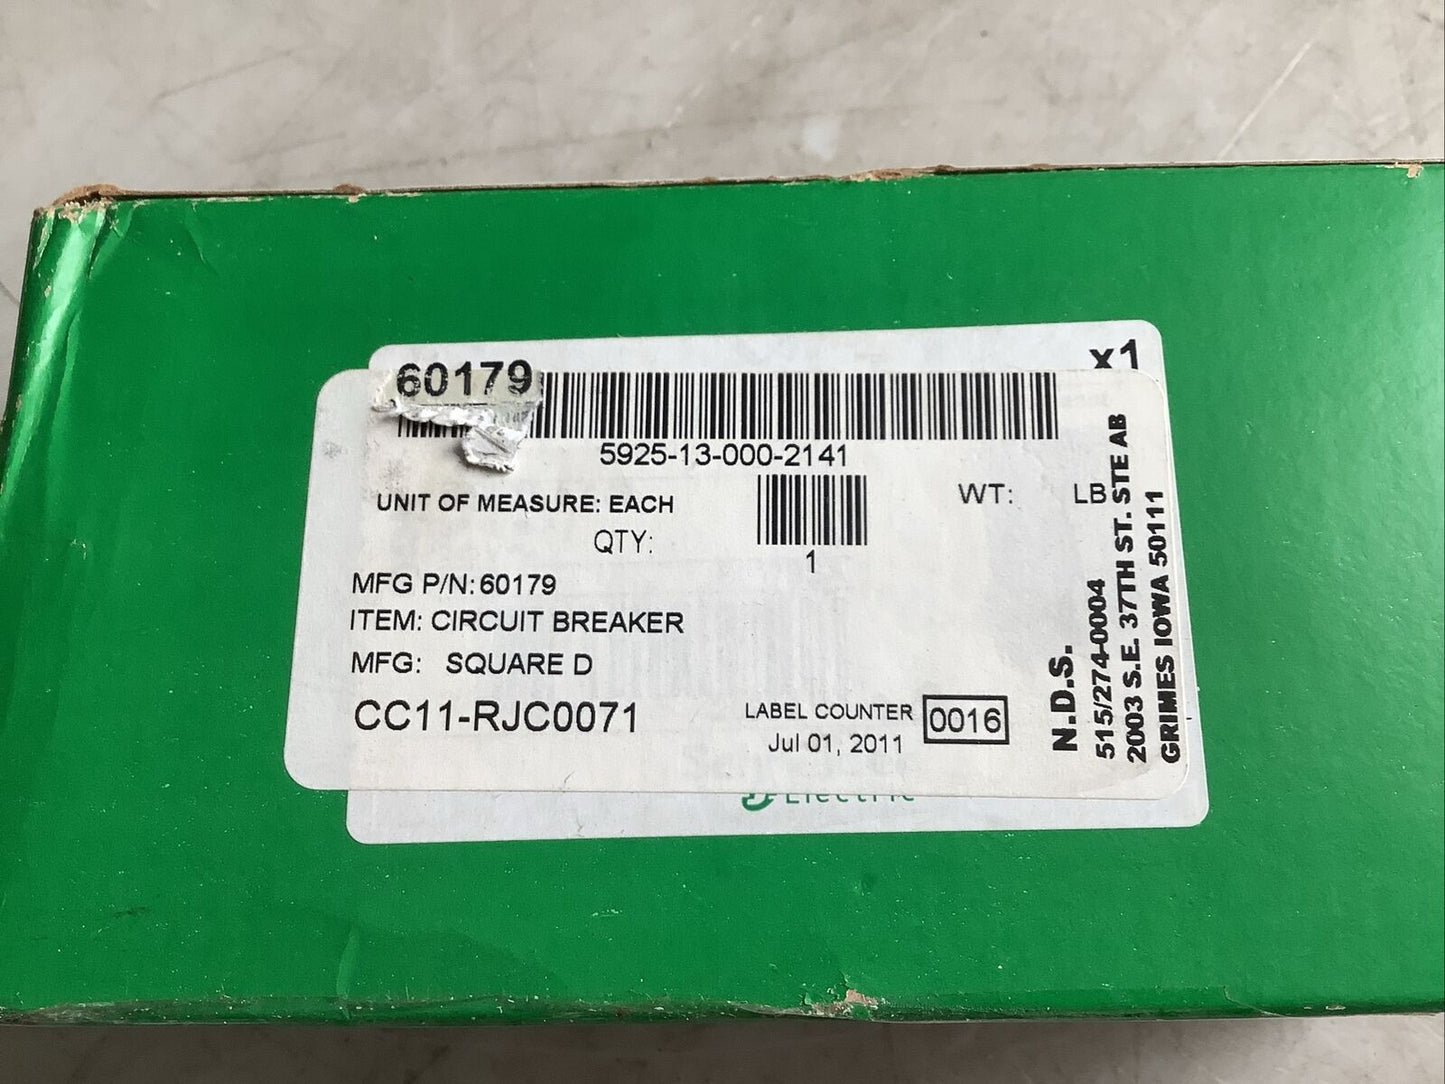 60179
x1
5925-13-000-2141
UNIT OF MEASURE: EACH
WT: LB
QTY:
1
MFG P/N: 60179
ITEM: CIRCUIT BREAKER
MFG: SQUARE D
CC11-RJC0071
LABEL COUNTER 0016
Jul 01, 2011
N.D.S.
515/274-0004
2003 S.E. 37TH ST. STE AB
GRIMES IOWA 50111
Electric